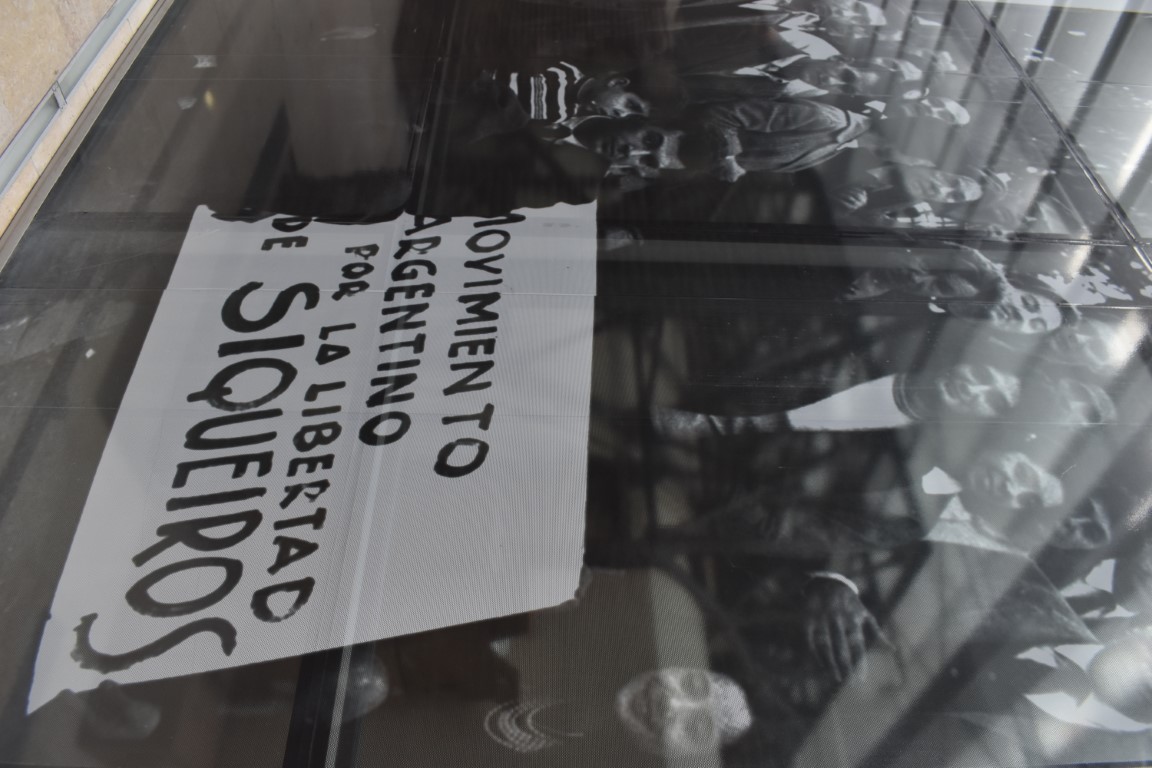 MOVIMIENTO
ARGENTINO
POR LA LIBERTAD
DE SIQUEIROS